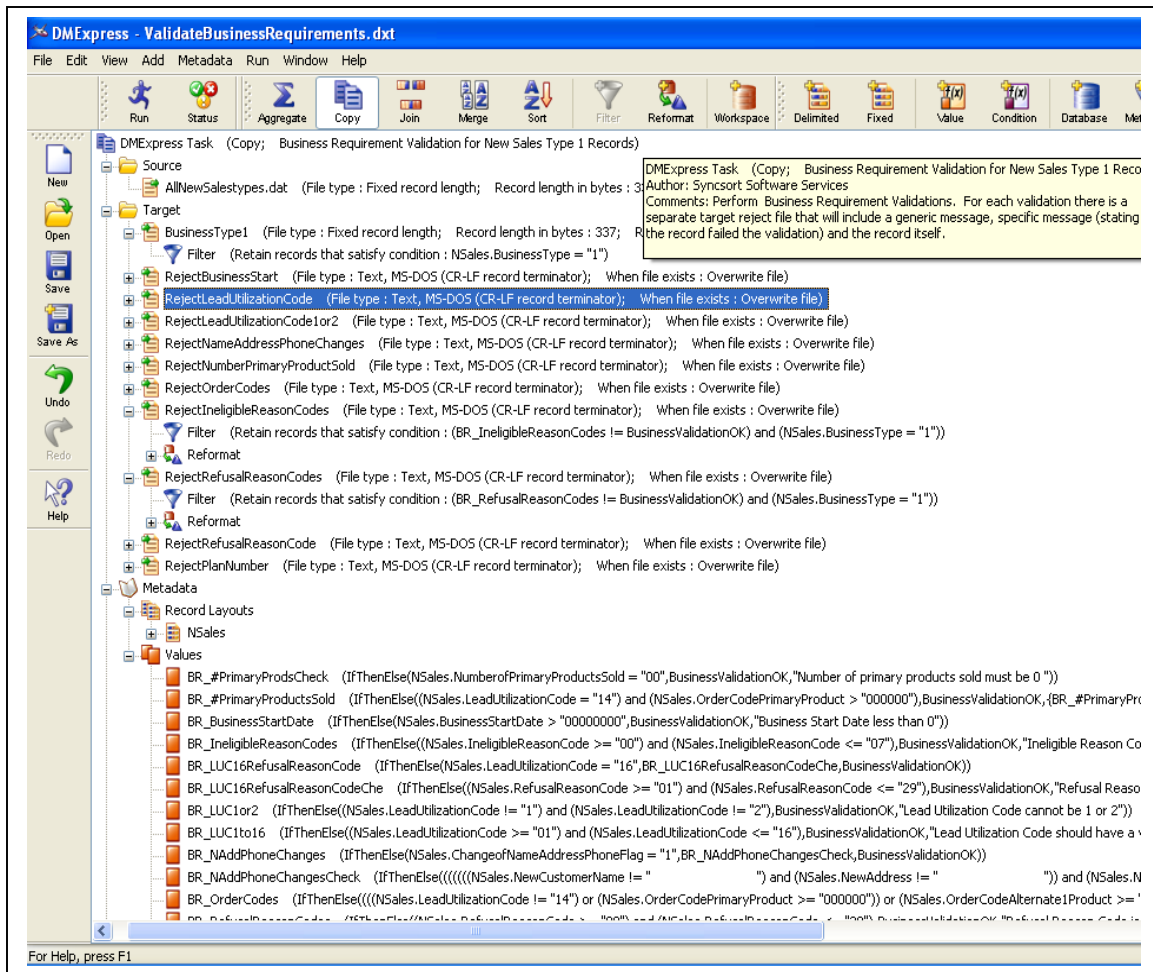 DMExpress - ValidateBusinessRequirements.dxt
File Edit View Add Metadata Run Window Help
Run Status Aggregate Copy Join Merge Sort Filter Reformat Workspace Delimited Fixed Value Condition Database Met
New
Open
Save
Save As
Undo
Redo
Help
DMExpress Task (Copy; Business Requirement Validation for New Sales Type 1 Records)
Source
AllNewSalestypes.dat (File type : Fixed record length; Record length in bytes : 3
DMExpress Task (Copy; Business Requirement Validation for New Sales Type 1 Reco
Author: Syncsort Software Services
Comments: Perform Business Requirement Validations. For each validation there is a
separate target reject file that will include a generic message, specific message (stating
the record failed the validation) and the record itself.
Target
BusinessType1 (File type : Fixed record length; Record length in bytes : 337; R
Filter (Retain records that satisfy condition : NSales.BusinessType = "1")
RejectBusinessStart (File type : Text, MS-DOS (CR-LF record terminator); When file exists : Overwrite file)
RejectLeadUtilizationCode (File type : Text, MS-DOS (CR-LF record terminator); When file exists : Overwrite file)
RejectLeadUtilizationCode1or2 (File type : Text, MS-DOS (CR-LF record terminator); When file exists : Overwrite file)
RejectNameAddressPhoneChanges (File type : Text, MS-DOS (CR-LF record terminator); When file exists : Overwrite file)
RejectNumberPrimaryProductSold (File type : Text, MS-DOS (CR-LF record terminator); When file exists : Overwrite file)
RejectOrderCodes (File type : Text, MS-DOS (CR-LF record terminator); When file exists : Overwrite file)
RejectIneligibleReasonCodes (File type : Text, MS-DOS (CR-LF record terminator); When file exists : Overwrite file)
Filter (Retain records that satisfy condition : (BR_IneligibleReasonCodes != BusinessValidationOK) and (NSales.BusinessType = "1"))
Reformat
RejectRefusalReasonCodes (File type : Text, MS-DOS (CR-LF record terminator); When file exists : Overwrite file)
Filter (Retain records that satisfy condition : (BR_RefusalReasonCodes != BusinessValidationOK) and (NSales.BusinessType = "1"))
Reformat
RejectRefusalReasonCode (File type : Text, MS-DOS (CR-LF record terminator); When file exists : Overwrite file)
RejectPlanNumber (File type : Text, MS-DOS (CR-LF record terminator); When file exists : Overwrite file)
Metadata
Record Layouts
NSales
Values
BR_#PrimaryProdsCheck (IfThenElse(NSales.NumberofPrimaryProductsSold = "00",BusinessValidationOK,"Number of primary products sold must be 0 "))
BR_#PrimaryProductsSold (IfThenElse((NSales.LeadUtilizationCode = "14") and (NSales.OrderCodePrimaryProduct > "000000"),BusinessValidationOK,(BR_#PrimaryPro
BR_BusinessStartDate (IfThenElse(NSales.BusinessStartDate > "00000000",BusinessValidationOK,"Business Start Date less than 0"))
BR_IneligibleReasonCodes (IfThenElse((NSales.IneligibleReasonCode >= "00") and (NSales.IneligibleReasonCode <= "07"),BusinessValidationOK,"Ineligible Reason Co
BR_LUC16RefusalReasonCode (IfThenElse(NSales.LeadUtilizationCode = "16",BR_LUC16RefusalReasonCodeChe,BusinessValidationOK))
BR_LUC16RefusalReasonCodeChe (IfThenElse((NSales.RefusalReasonCode >= "01") and (NSales.RefusalReasonCode <= "29"),BusinessValidationOK,"Refusal Reaso
BR_LUC1or2 (IfThenElse((NSales.LeadUtilizationCode != "1") and (NSales.LeadUtilizationCode != "2"),BusinessValidationOK,"Lead Utilization Code cannot be 1 or 2"))
BR_LUC1to16 (IfThenElse((NSales.LeadUtilizationCode >= "01") and (NSales.LeadUtilizationCode <= "16"),BusinessValidationOK,"Lead Utilization Code should have a v
BR_NAddPhoneChanges (IfThenElse(NSales.ChangeofNameAddressPhoneFlag = "1",BR_NAddPhoneChangesCheck,BusinessValidationOK))
BR_NAddPhoneChangesCheck (IfThenElse(((((((NSales.NewCustomerName != " ") and (NSales.NewAddress != " ")) and (NSales.N
BR_OrderCodes (IfThenElse((((NSales.LeadUtilizationCode != "14") or (NSales.OrderCodePrimaryProduct >= "000000")) or (NSales.OrderCodeAlternate1Product >= "
For Help, press F1